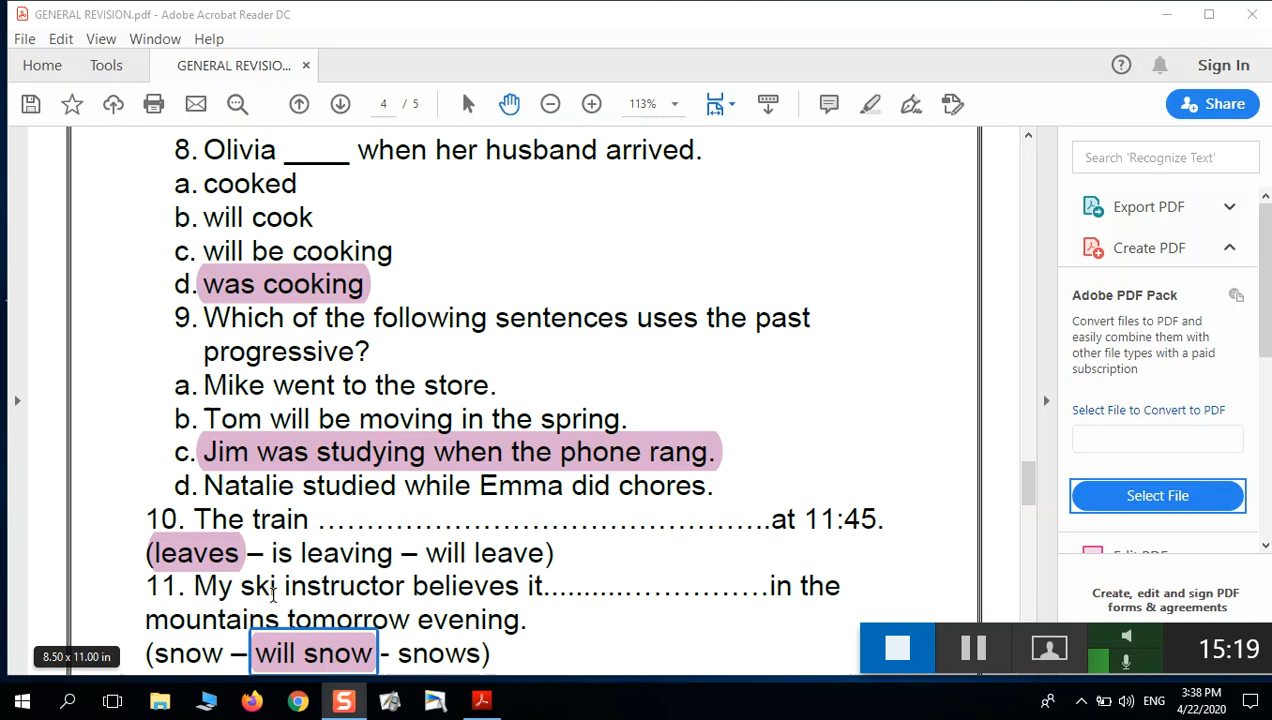 GENERAL REVISION.pdf - Adobe Acrobat Reader DC
File Edit View Window Help
Home Tools GENERAL REVISIO... × Sign In
4 / 5 113% Share
8. Olivia ____ when her husband arrived.
a. cooked
b. will cook
c. will be cooking
d. was cooking
9. Which of the following sentences uses the past
progressive?
a. Mike went to the store.
b. Tom will be moving in the spring.
c. Jim was studying when the phone rang.
d. Natalie studied while Emma did chores.
10. The train ……………………………………………….at 11:45.
(leaves – is leaving – will leave)
11. My ski instructor believes it..........………………in the
mountains tomorrow evening.
(snow – will snow - snows)
8.50 x 11.00 in
Search 'Recognize Text'
Export PDF
Create PDF
Adobe PDF Pack
Convert files to PDF and
easily combine them with
other file types with a paid
subscription
Select File to Convert to PDF
Select File
Edit PDF
Create, edit and sign PDF
forms & agreements
15:19
ENG
3:38 PM
4/22/2020